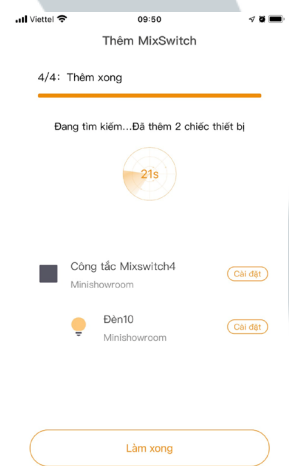 Viettel
09:50
Thêm MixSwitch
4/4: Thêm xong
Đang tìm kiếm...Đã thêm 2 chiếc thiết bị
21s
Công tắc Mixswitch4
Cài đặt
Minishowroom
Đèn10
Cài đặt
Minishowroom
Làm xong